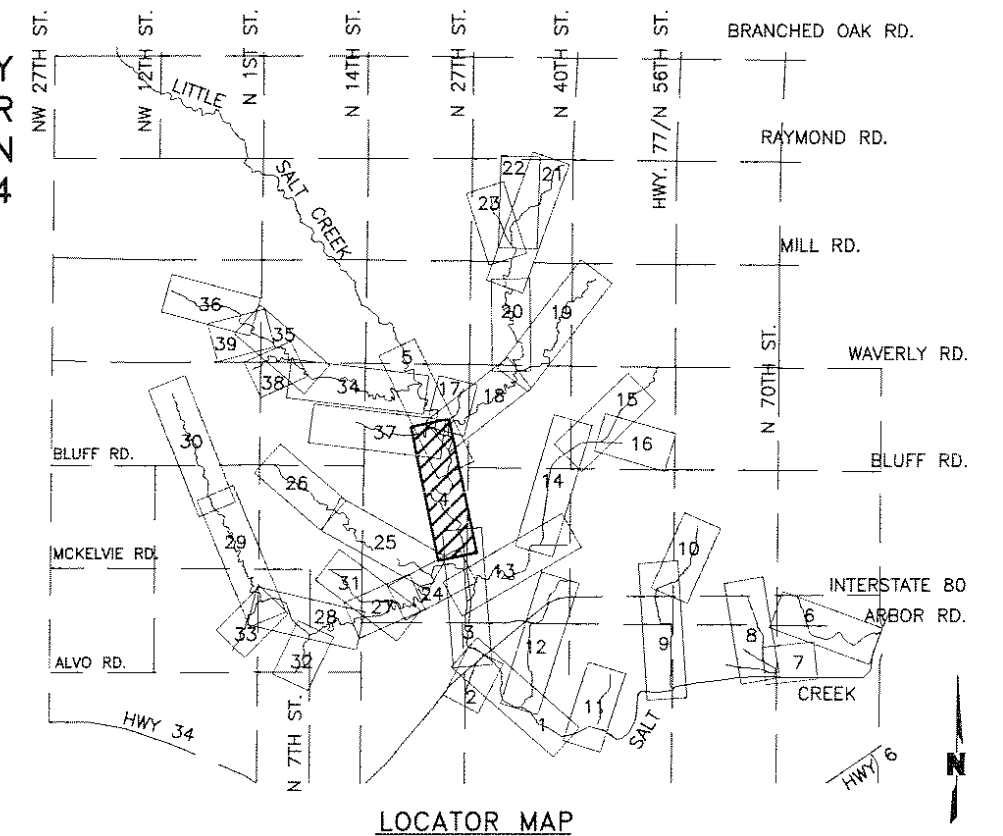 NW 27TH ST.
NW 12TH ST.
N 1ST ST.
N 14TH ST.
N 27TH ST.
N 40TH ST.
HWY. 77/N 56TH ST.
BRANCHED OAK RD.
Y
R
N
4
LITTLE
SALT CREEK
RAYMOND RD.
22
21
23
MILL RD.
36
20
19
39
35
5
WAVERLY RD.
38
34
17
18
N 70TH ST.
15
30
37
16
BLUFF RD.
BLUFF RD.
26
4
14
29
25
10
MCKELVIE RD.
13
31
24
INTERSTATE 80
27
28
6
ARBOR RD.
33
3
12
9
8
32
7
ALVO RD.
2
11
CREEK
1
SALT
N 7TH ST.
HWY 34
HWY 6
N
LOCATOR MAP